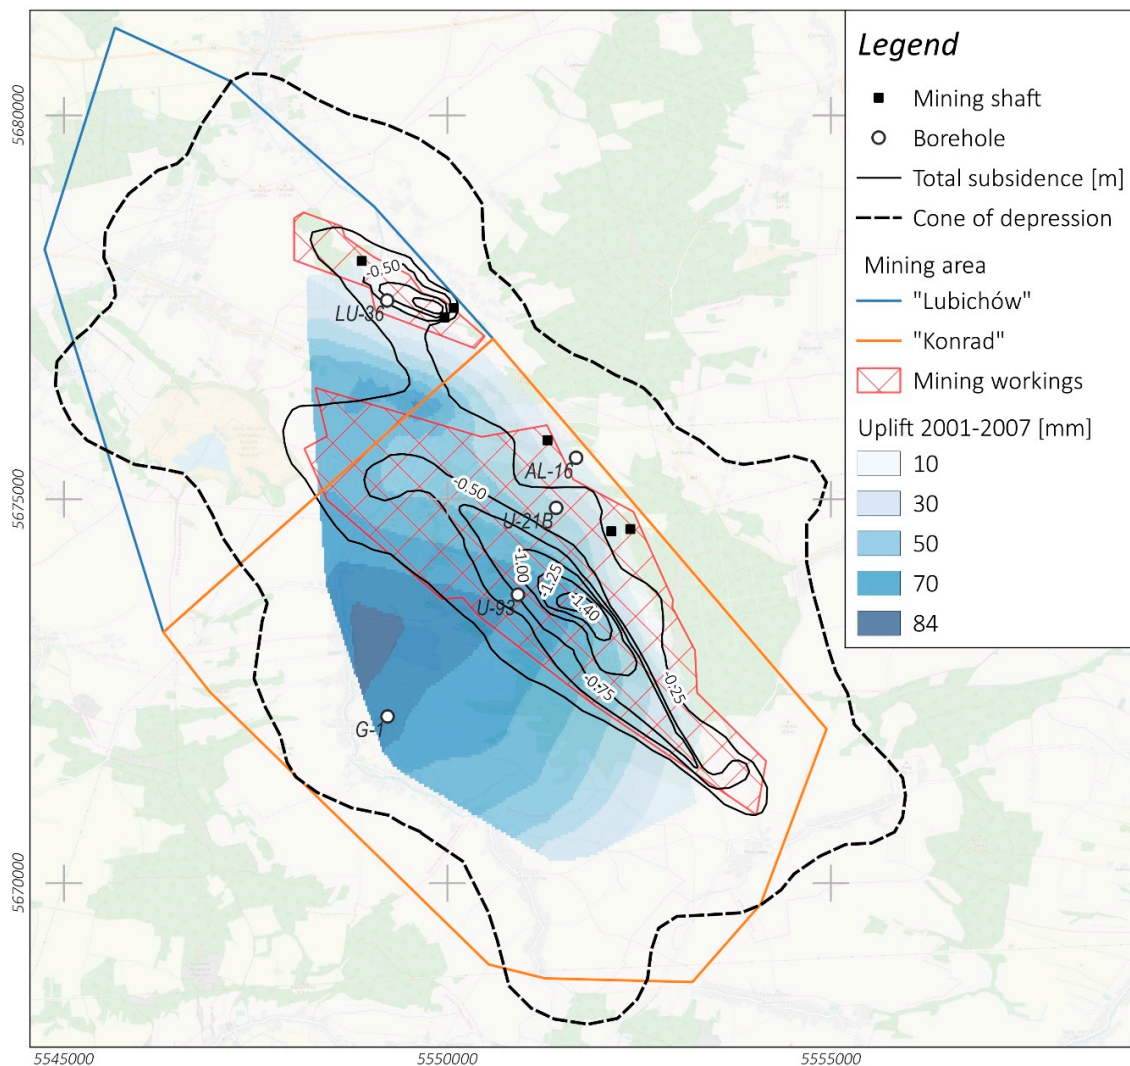 Legend
Mining shaft
Borehole
Total subsidence [m]
Cone of depression
Mining area
"Lubichów"
"Konrad"
Mining workings
Uplift 2001-2007 [mm]
10
30
50
70
84
5680000
5675000
5670000
5545000
5550000
5555000
-0.50
LU-36
AL-16
-0.50
U-21B
-1.00
-1.25
-1.40
U-93
-0.75
-0.25
G-1